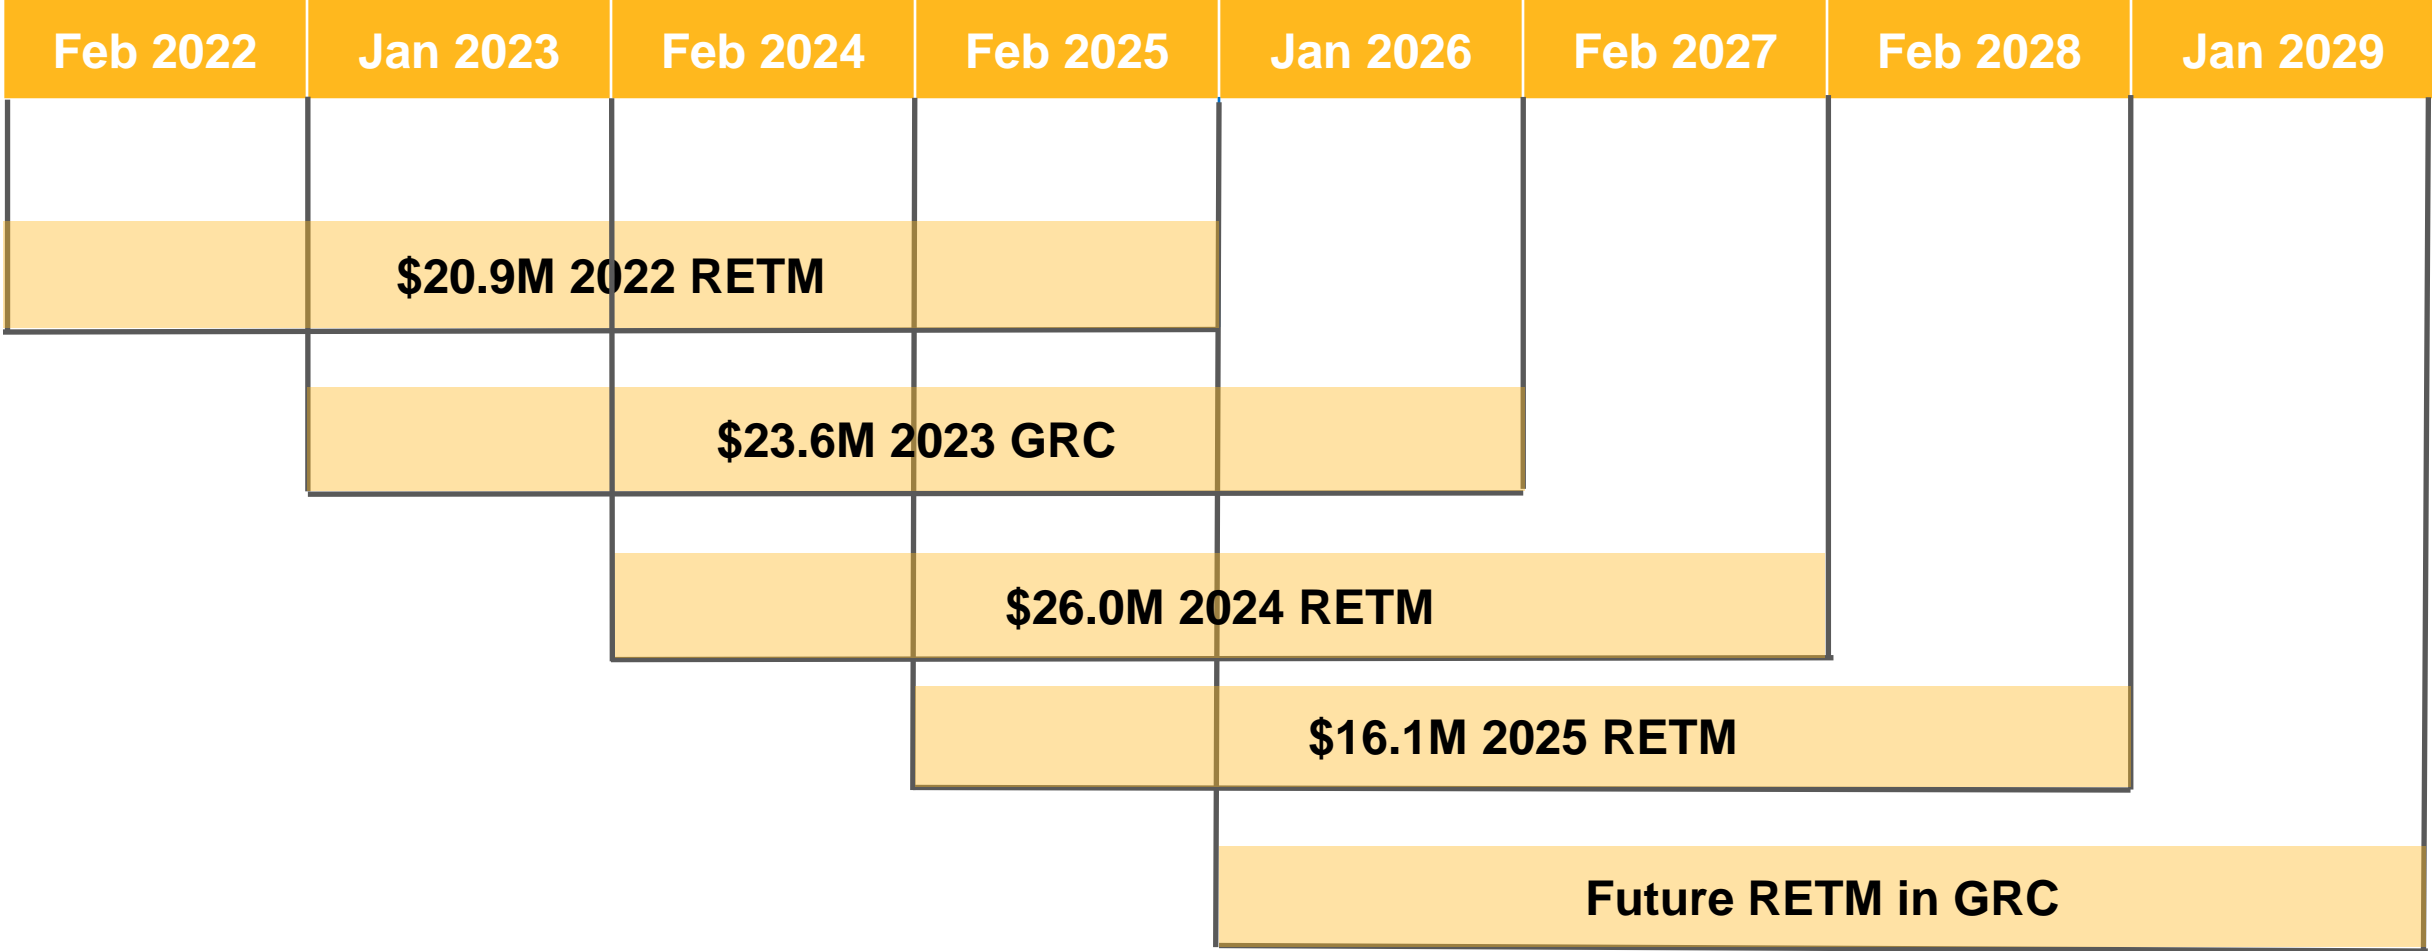 Feb 2022 Jan 2023 Feb 2024 Feb 2025 Jan 2026 Feb 2027 Feb 2028 Jan 2029
$20.9M 2022 RETM
$23.6M 2023 GRC
$26.0M 2024 RETM
$16.1M 2025 RETM
Future RETM in GRC